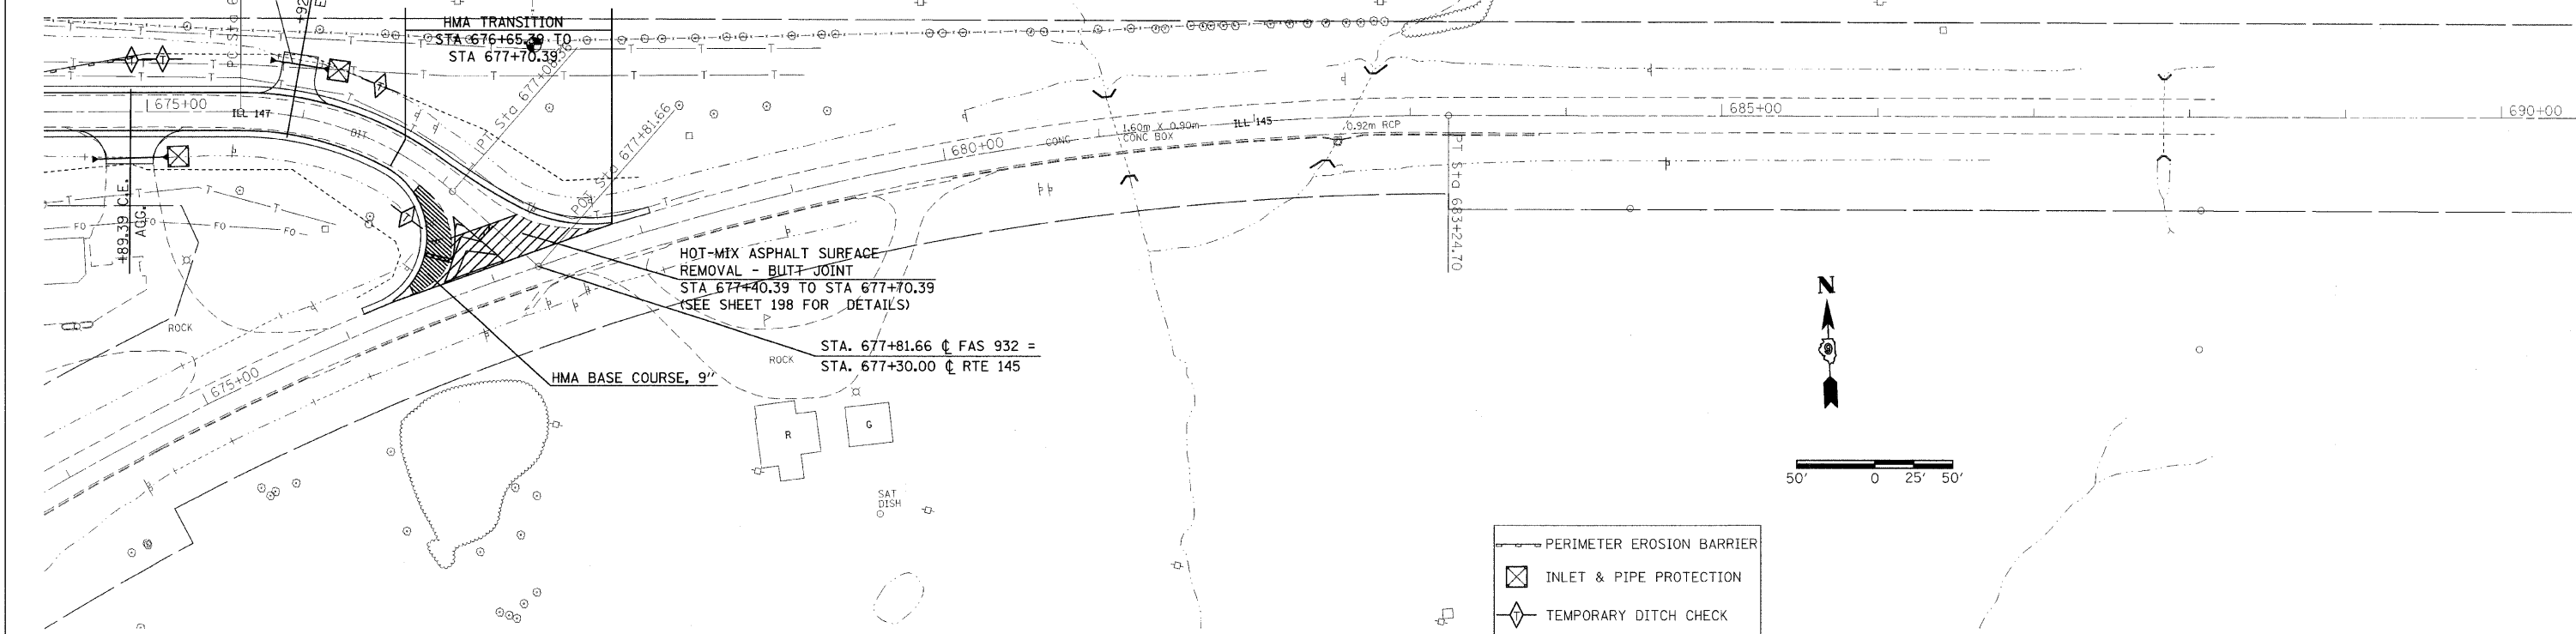 HMA TRANSITION
STA 676+65.39 TO
STA 677+70.39
PT Sta 677+08.36
POT Sta 677+81.66
675+00
ILL 147
BIT
+89.39 C.E.
AGG.
FO
FO
FO
FO
ROCK
675+00
680+00
CONC
1.60m X 0.90m
CONC BOX
ILL 145
0.92m RCP
PT Sta 683+24.70
685+00
690+00
HOT-MIX ASPHALT SURFACE
REMOVAL - BUTT JOINT
STA 677+40.39 TO STA 677+70.39
(SEE SHEET 198 FOR DETAILS)
STA. 677+81.66 ℄ FAS 932 =
STA. 677+30.00 ℄ RTE 145
ROCK
HMA BASE COURSE, 9"
R
G
SAT
DISH
N
50' 0 25' 50'
PERIMETER EROSION BARRIER
INLET & PIPE PROTECTION
T TEMPORARY DITCH CHECK